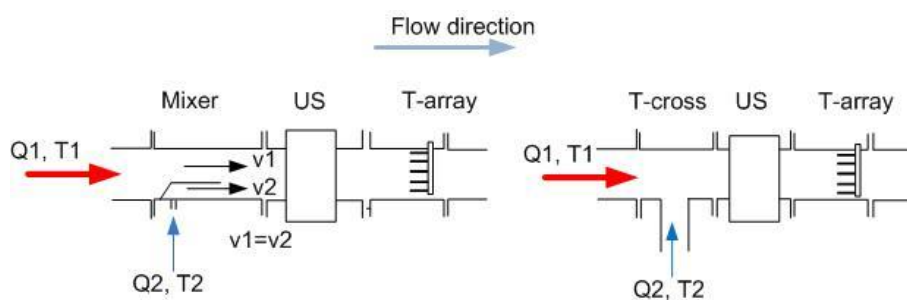 Flow direction
Mixer US T-array
Q1, T1
v1
v2
v1=v2
Q2, T2
T-cross US T-array
Q1, T1
Q2, T2